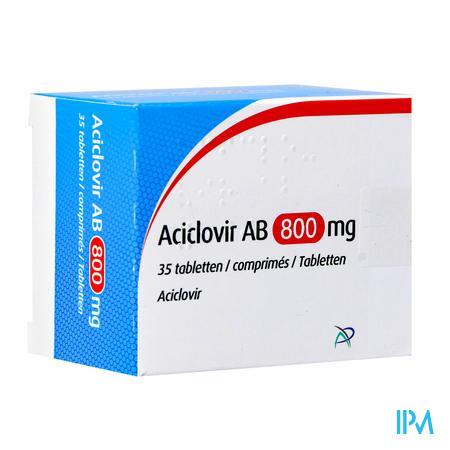 Aciclovir AB 800 mg
35 tabletten / comprimés / Tabletten
Aciclovir AB 800 mg
35 tabletten / comprimés / Tabletten
Aciclovir
IPM